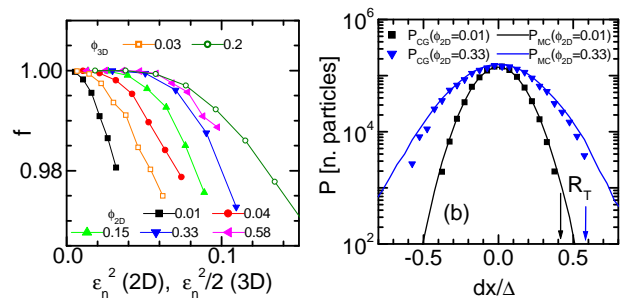 ϕ3D 0.03 0.2
1.00
0.98
f
ϕ2D 0.01 0.04
0.15 0.33 0.58
0.0 0.1
εn² (2D), εn²/2 (3D)
PCG(ϕ2D=0.01) PMC(ϕ2D=0.01)
PCG(ϕ2D=0.33) PMC(ϕ2D=0.33)
P [n. particles]
10⁶
10⁴
10²
(b)
RT
-0.5 0.0 0.5
dx/Δ